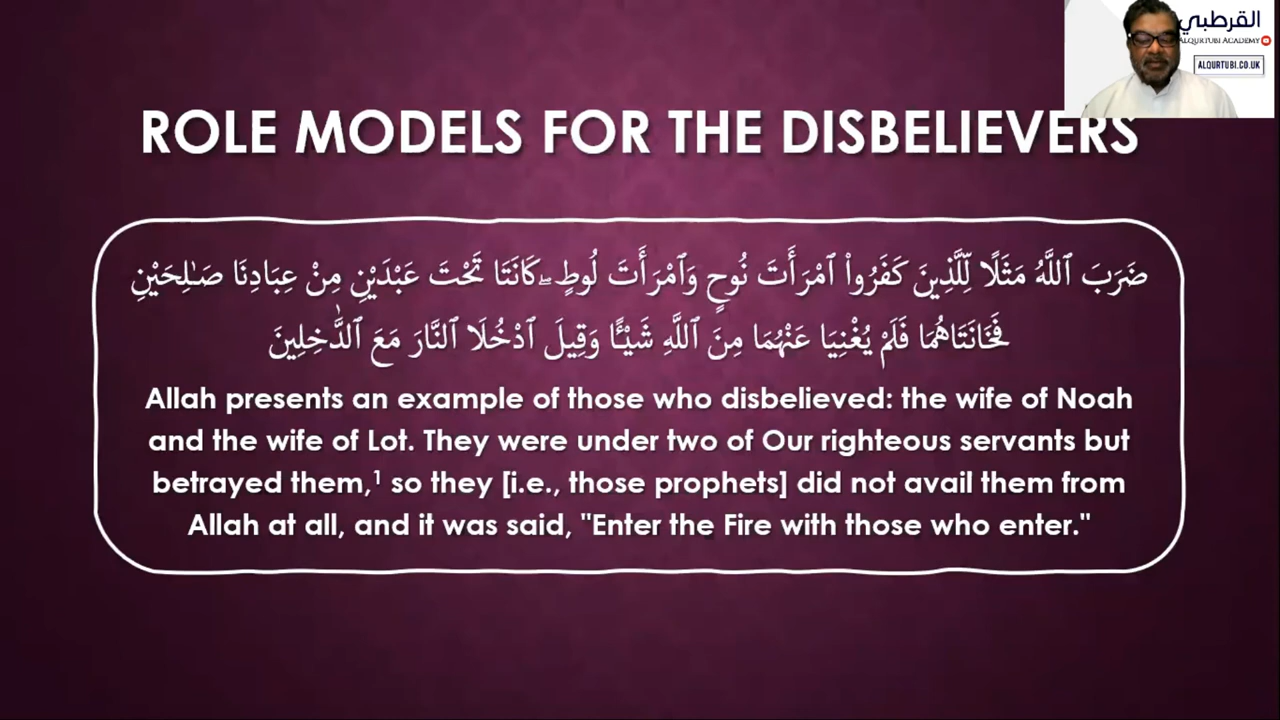 القرطبي
ALQURTUBI ACADEMY
ALQURTUBI.CO.UK
ROLE MODELS FOR THE DISBELIEVERS
ضَرَبَ ٱللَّهُ مَثَلًا لِّلَّذِينَ كَفَرُوا۟ ٱمْرَأَتَ نُوحٍ وَٱمْرَأَتَ لُوطٍ ۖ كَانَتَا تَحْتَ عَبْدَيْنِ مِنْ عِبَادِنَا صَـٰلِحَيْنِ
فَخَانَتَاهُمَا فَلَمْ يُغْنِيَا عَنْهُمَا مِنَ ٱللَّهِ شَيْـًٔا وَقِيلَ ٱدْخُلَا ٱلنَّارَ مَعَ ٱلدَّٰخِلِينَ
Allah presents an example of those who disbelieved: the wife of Noah
and the wife of Lot. They were under two of Our righteous servants but
betrayed them,¹ so they [i.e., those prophets] did not avail them from
Allah at all, and it was said, "Enter the Fire with those who enter."